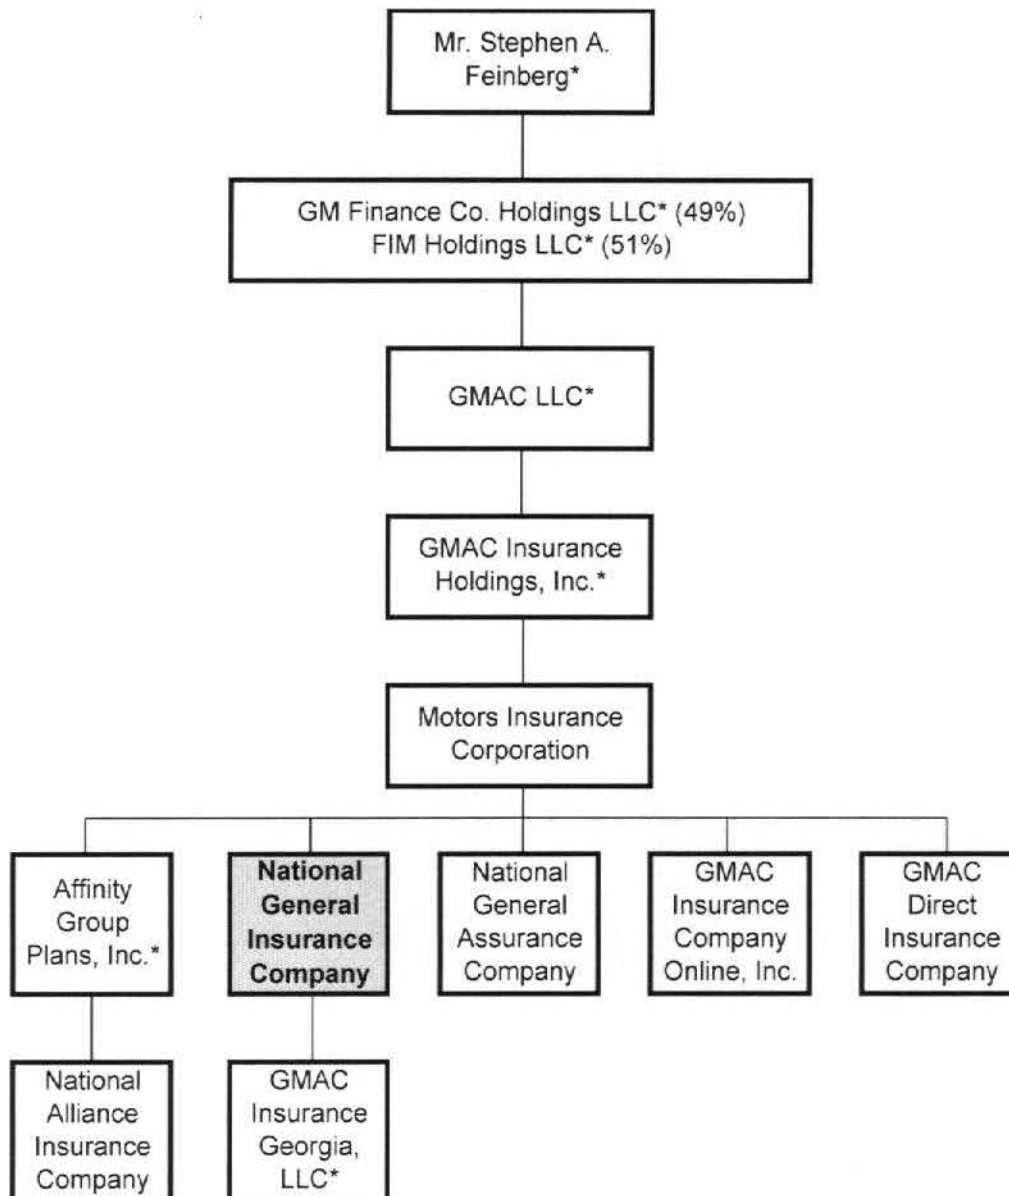 Mr. Stephen A.
Feinberg*
GM Finance Co. Holdings LLC* (49%)
FIM Holdings LLC* (51%)
GMAC LLC*
GMAC Insurance
Holdings, Inc.*
Motors Insurance
Corporation
Affinity
Group
Plans, Inc.*
National
General
Insurance
Company
National
General
Assurance
Company
GMAC
Insurance
Company
Online, Inc.
GMAC
Direct
Insurance
Company
National
Alliance
Insurance
Company
GMAC
Insurance
Georgia,
LLC*